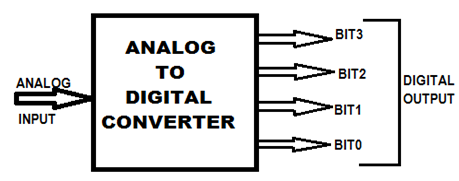 ANALOG
INPUT
ANALOG
TO
DIGITAL
CONVERTER
BIT3
BIT2
BIT1
BIT0
DIGITAL
OUTPUT